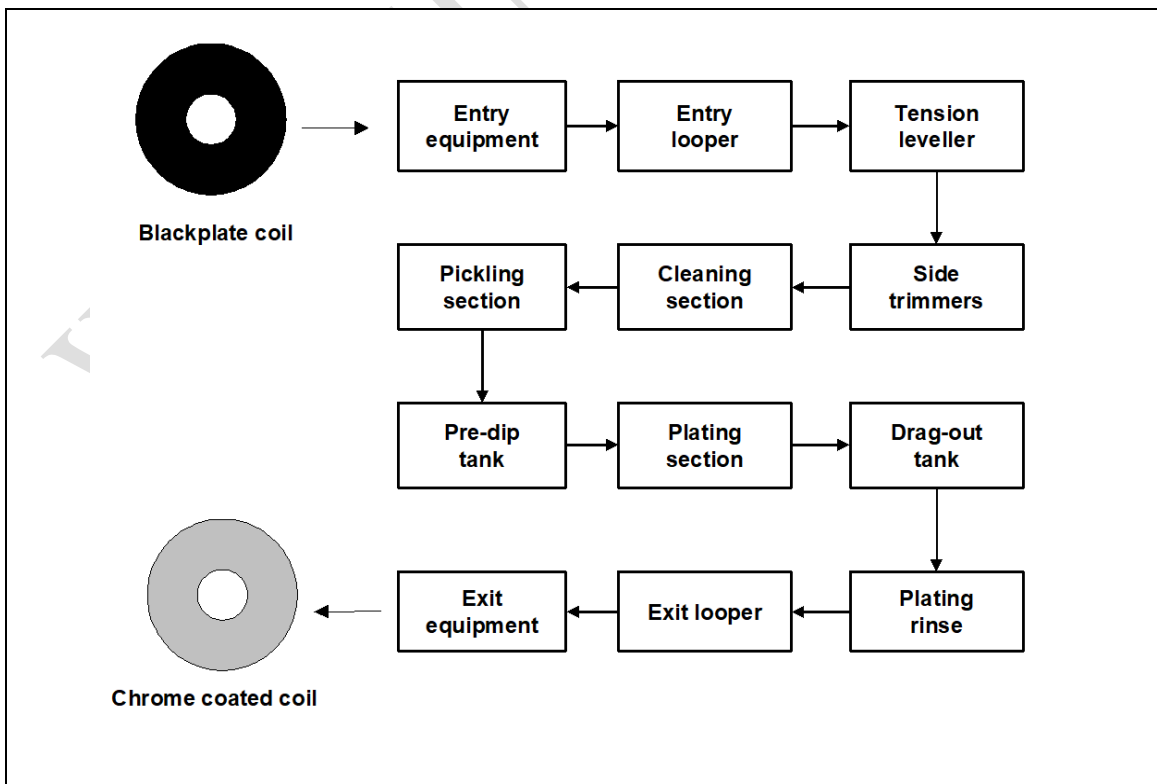 Entry
equipment
Entry
looper
Tension
leveller
Blackplate coil
Pickling
section
Cleaning
section
Side
trimmers
Pre-dip
tank
Plating
section
Drag-out
tank
Exit
equipment
Exit looper
Plating
rinse
Chrome coated coil